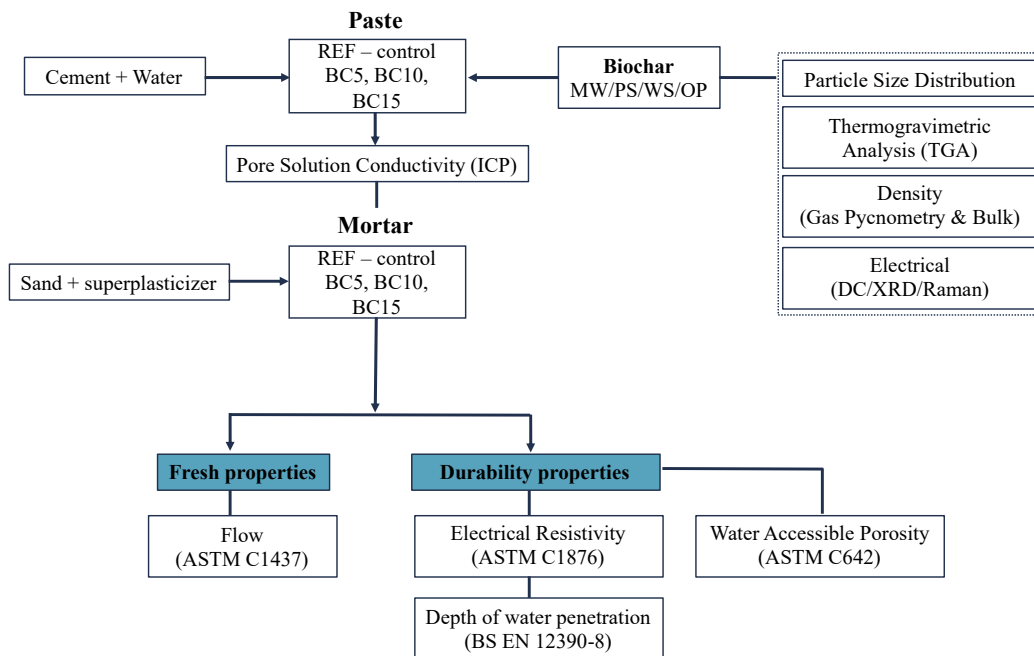 Paste
REF – control
BC5, BC10,
BC15
Cement + Water
Biochar
MW/PS/WS/OP
Particle Size Distribution
Thermogravimetric
Analysis (TGA)
Density
(Gas Pycnometry & Bulk)
Electrical
(DC/XRD/Raman)
Pore Solution Conductivity (ICP)
Mortar
REF – control
BC5, BC10,
BC15
Sand + superplasticizer
Fresh properties
Flow
(ASTM C1437)
Durability properties
Electrical Resistivity
(ASTM C1876)
Depth of water penetration
(BS EN 12390-8)
Water Accessible Porosity
(ASTM C642)